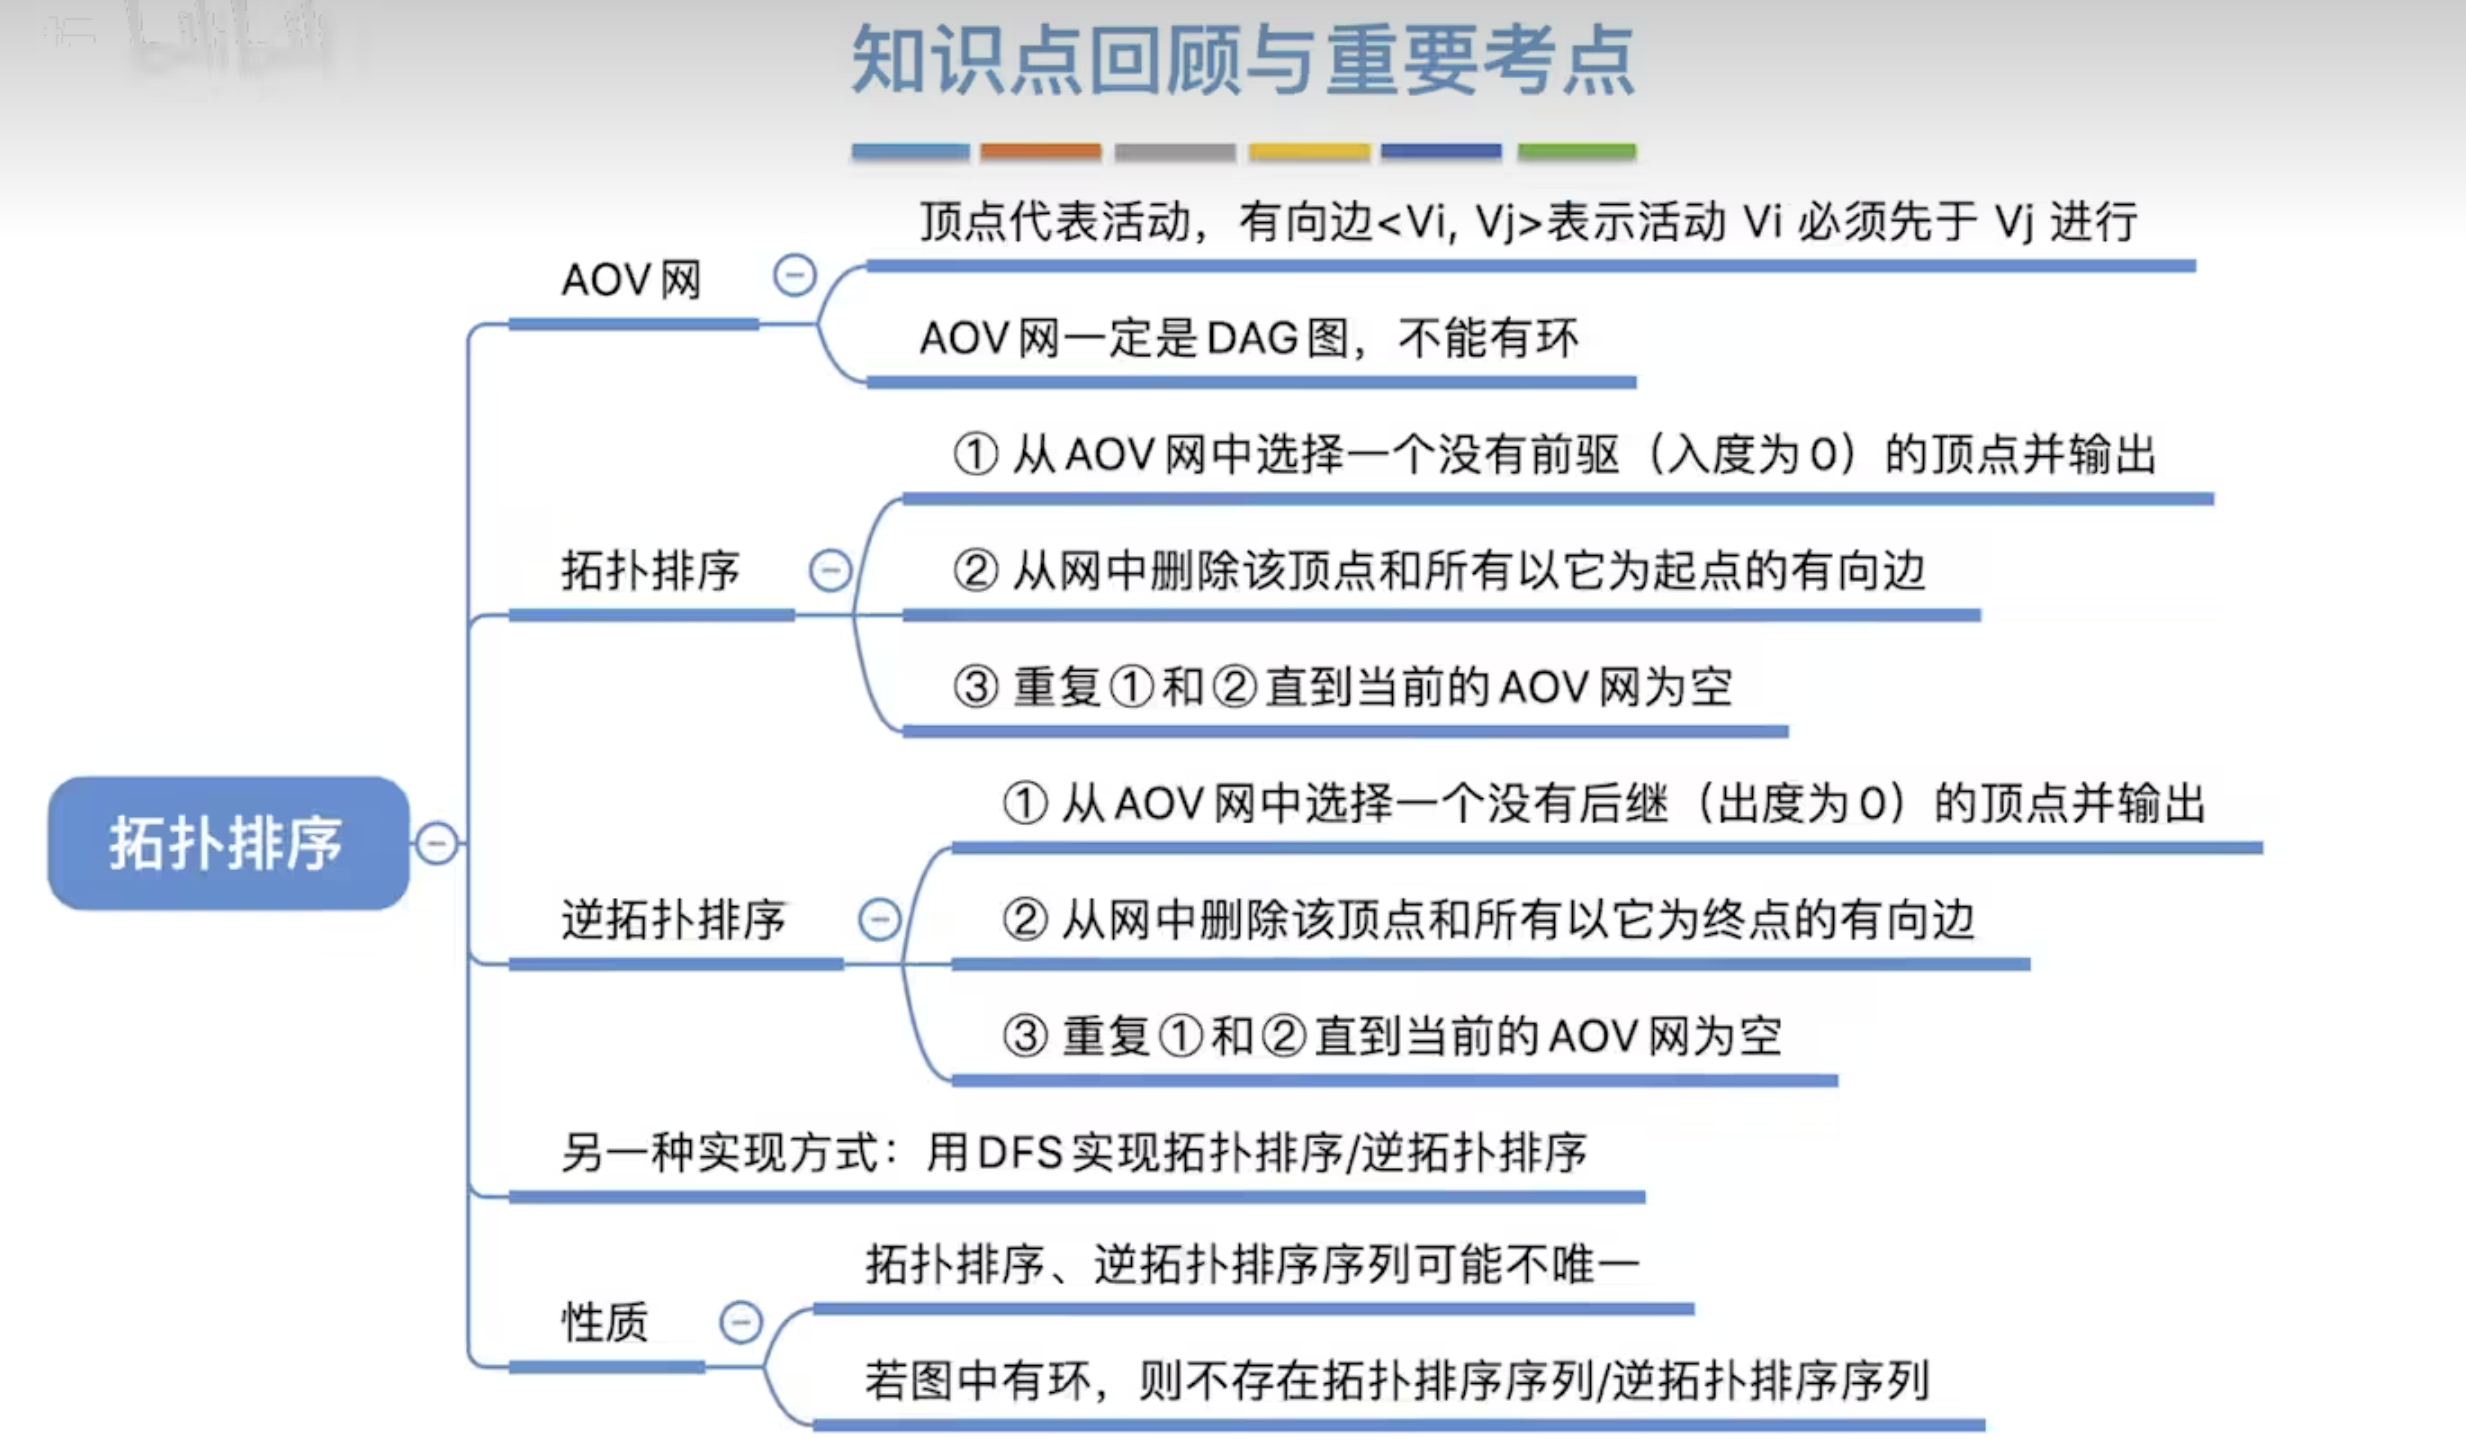 知识点回顾与重要考点
顶点代表活动，有向边<Vi, Vj>表示活动 Vi 必须先于 Vj 进行
AOV网
AOV网一定是DAG图，不能有环
① 从AOV网中选择一个没有前驱（入度为0）的顶点并输出
拓扑排序
② 从网中删除该顶点和所有以它为起点的有向边
③ 重复①和②直到当前的AOV网为空
拓扑排序
① 从AOV网中选择一个没有后继（出度为0）的顶点并输出
逆拓扑排序
② 从网中删除该顶点和所有以它为终点的有向边
③ 重复①和②直到当前的AOV网为空
另一种实现方式：用DFS实现拓扑排序/逆拓扑排序
拓扑排序、逆拓扑排序序列可能不唯一
性质
若图中有环，则不存在拓扑排序序列/逆拓扑排序序列